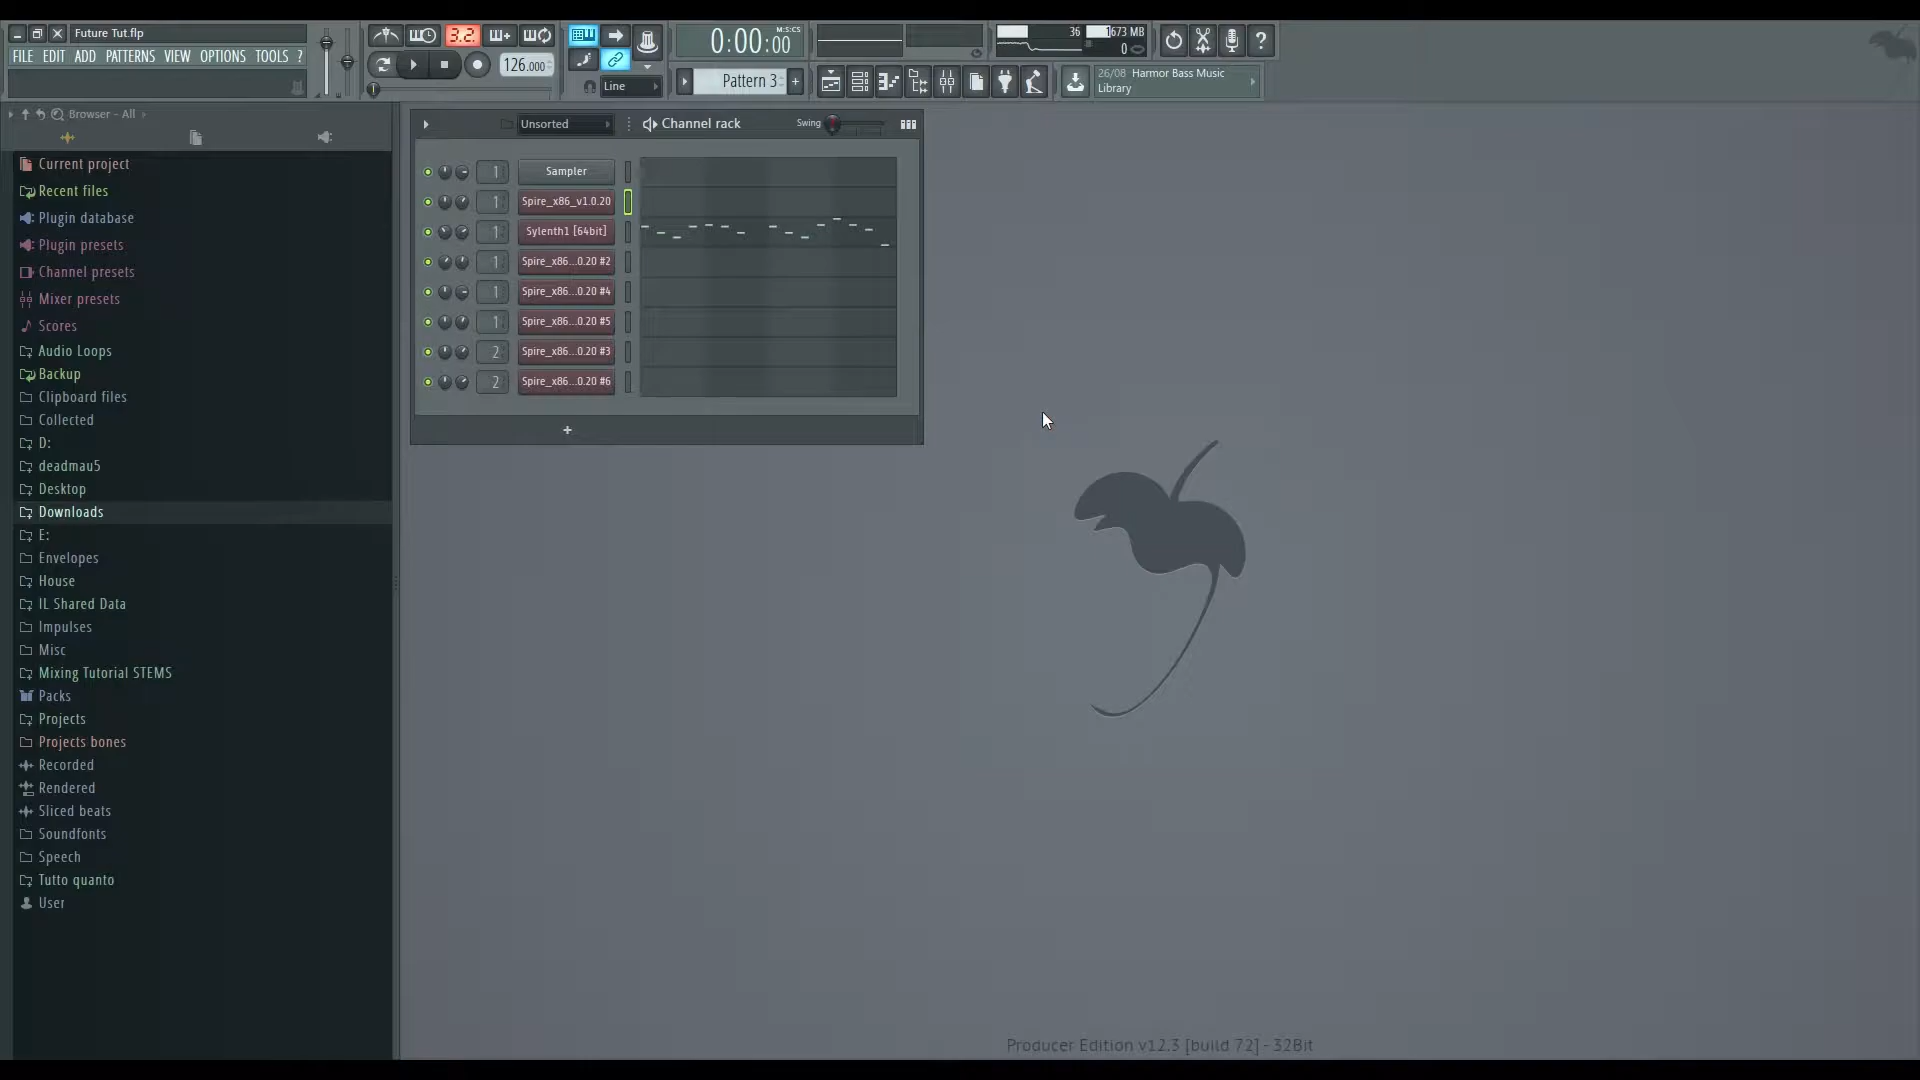 Future Tut.flp
FILE EDIT ADD PATTERNS VIEW OPTIONS TOOLS ?
3.2.
126.000
Line
0:00:00
M:S:CS
Pattern 3
+
36
1673 MB
0
?
26/08 Harmor Bass Music
Library
Browser - All
Current project
Recent files
Plugin database
Plugin presets
Channel presets
Mixer presets
Scores
Audio Loops
Backup
Clipboard files
Collected
D:
deadmau5
Desktop
Downloads
E:
Envelopes
House
IL Shared Data
Impulses
Misc
Mixing Tutorial STEMS
Packs
Projects
Projects bones
Recorded
Rendered
Sliced beats
Soundfonts
Speech
Tutto quanto
User
Unsorted
Channel rack
Swing
1 Sampler
1 Spire_x86_v1.0.20
1 Sylenth1 [64bit]
1 Spire_x86...0.20 #2
1 Spire_x86...0.20 #4
1 Spire_x86...0.20 #5
2 Spire_x86...0.20 #3
2 Spire_x86...0.20 #6
+
Producer Edition v12.3 [build 72] - 32Bit